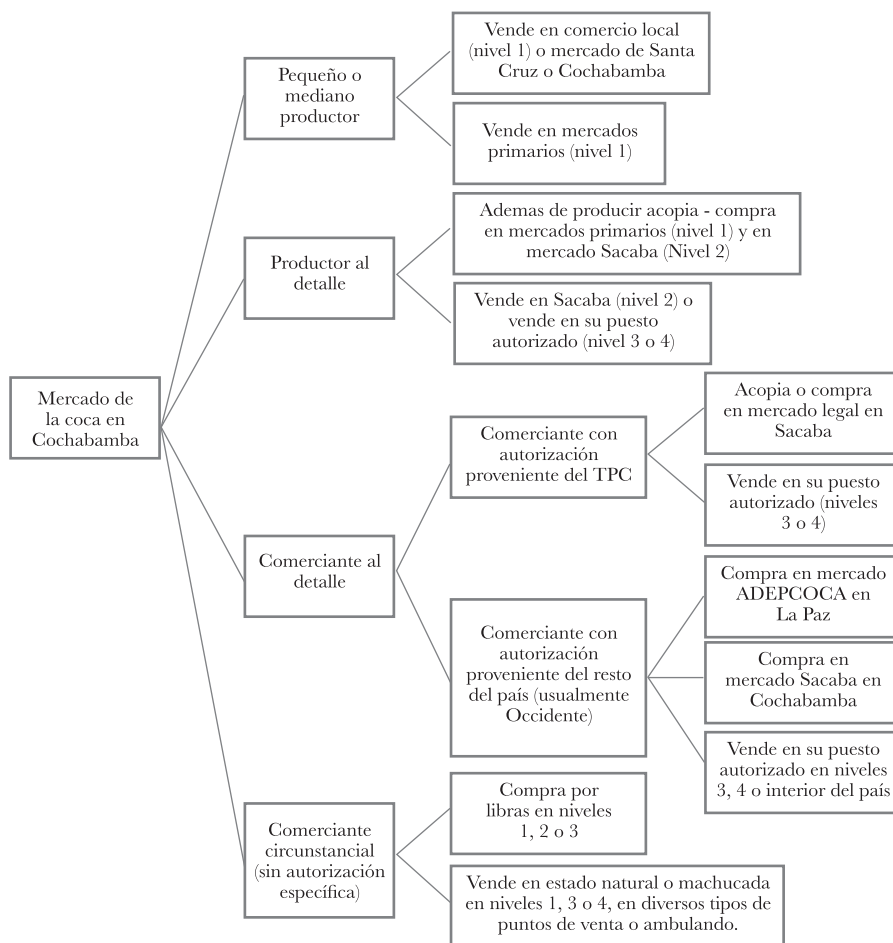 Mercado de
la coca en
Cochabamba
Pequeño o
mediano
productor
Vende en comercio local
(nivel 1) o mercado de Santa
Cruz o Cochabamba
Vende en mercados
primarios (nivel 1)
Productor al
detalle
Ademas de producir acopia - compra
en mercados primarios (nivel 1) y en
mercado Sacaba (Nivel 2)
Vende en Sacaba (nivel 2) o
vende en su puesto
autorizado (nivel 3 o 4)
Comerciante al
detalle
Comerciante con
autorización
proveniente del TPC
Acopia o compra
en mercado legal en
Sacaba
Vende en su puesto
autorizado (niveles
3 o 4)
Comerciante con
autorización
proveniente del resto
del país (usualmente
Occidente)
Compra en mercado
ADEPCOCA en
La Paz
Compra en
mercado Sacaba en
Cochabamba
Vende en su puesto
autorizado en niveles
3, 4 o interior del país
Comerciante
circunstancial
(sin autorización
específica)
Compra por
libras en niveles
1, 2 o 3
Vende en estado natural o machucada
en niveles 1, 3 o 4, en diversos tipos de
puntos de venta o ambulando.